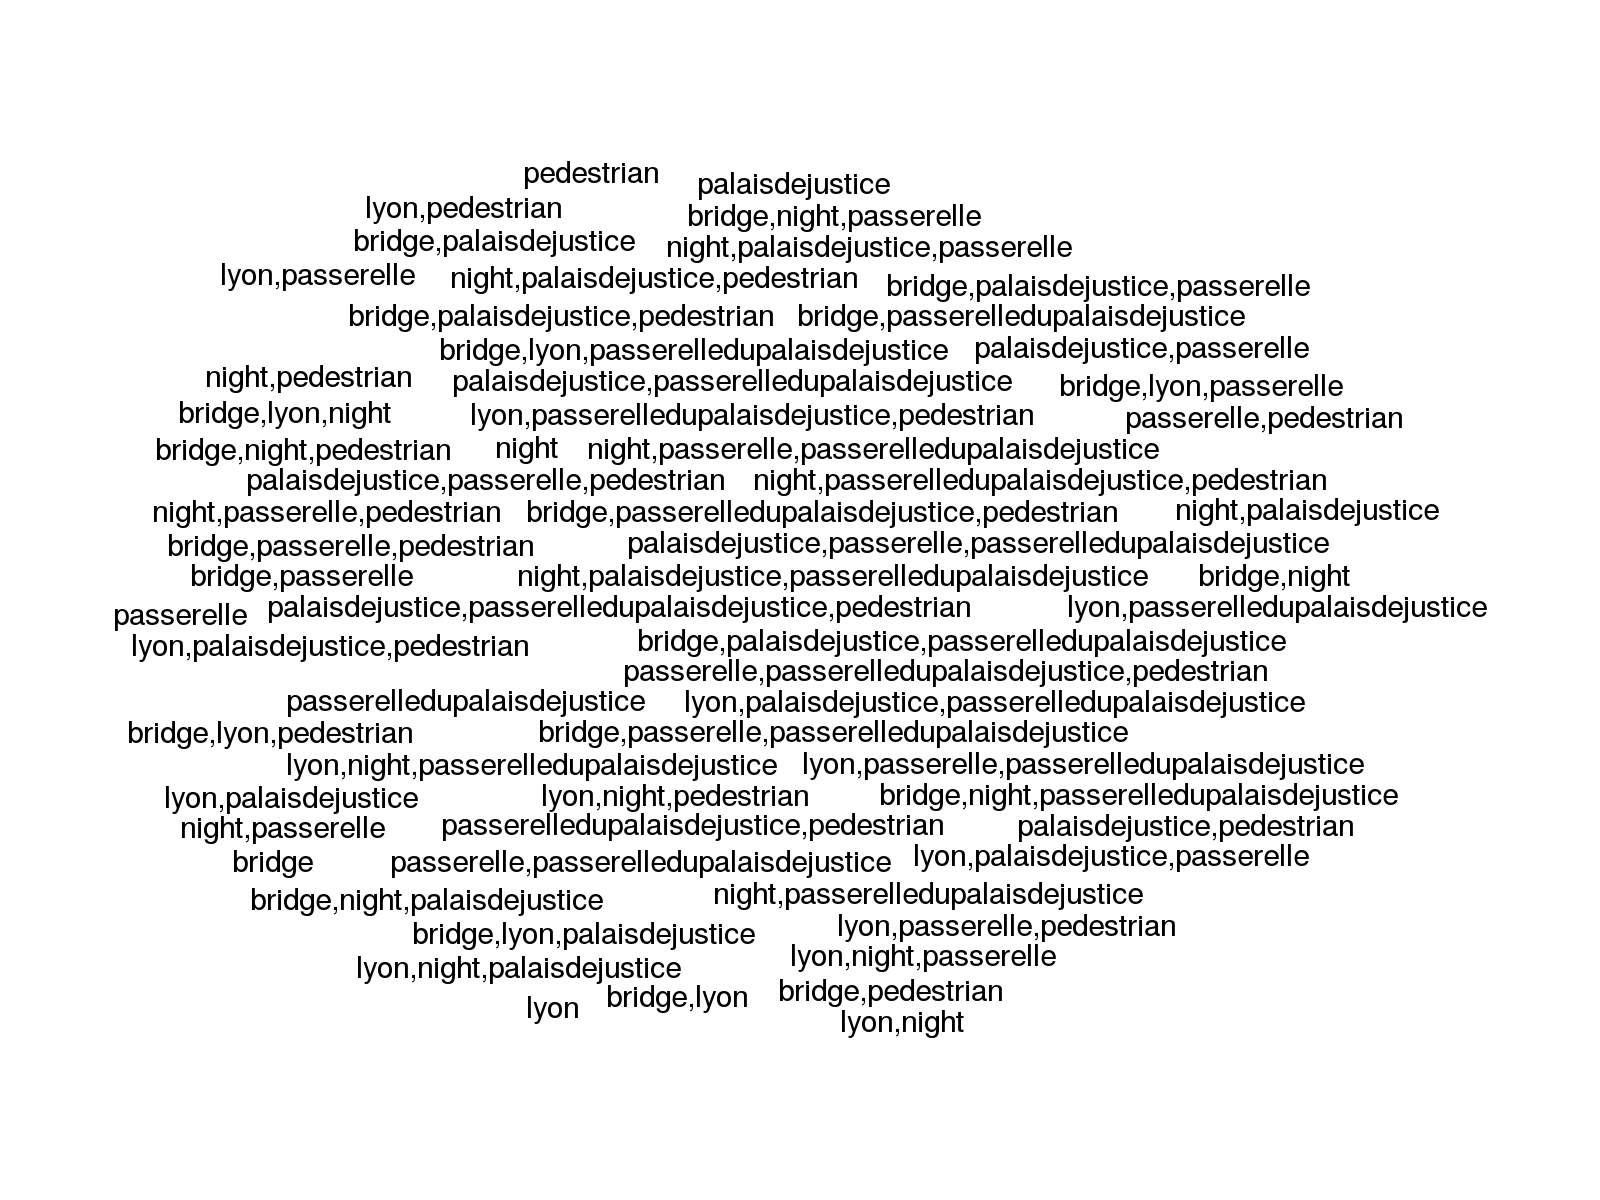 pedestrian palaisdejustice
lyon,pedestrian bridge,night,passerelle
bridge,palaisdejustice night,palaisdejustice,passerelle
lyon,passerelle night,palaisdejustice,pedestrian bridge,palaisdejustice,passerelle
bridge,palaisdejustice,pedestrian bridge,passerelledupalaisdejustice
bridge,lyon,passerelledupalaisdejustice palaisdejustice,passerelle
night,pedestrian palaisdejustice,passerelledupalaisdejustice bridge,lyon,passerelle
bridge,lyon,night lyon,passerelledupalaisdejustice,pedestrian passerelle,pedestrian
bridge,night,pedestrian night night,passerelle,passerelledupalaisdejustice
palaisdejustice,passerelle,pedestrian night,passerelledupalaisdejustice,pedestrian
night,passerelle,pedestrian bridge,passerelledupalaisdejustice,pedestrian night,palaisdejustice
bridge,passerelle,pedestrian palaisdejustice,passerelle,passerelledupalaisdejustice
bridge,passerelle night,palaisdejustice,passerelledupalaisdejustice bridge,night
passerelle palaisdejustice,passerelledupalaisdejustice,pedestrian lyon,passerelledupalaisdejustice
lyon,palaisdejustice,pedestrian bridge,palaisdejustice,passerelledupalaisdejustice
passerelle,passerelledupalaisdejustice,pedestrian
passerelledupalaisdejustice lyon,palaisdejustice,passerelledupalaisdejustice
bridge,lyon,pedestrian bridge,passerelle,passerelledupalaisdejustice
lyon,night,passerelledupalaisdejustice lyon,passerelle,passerelledupalaisdejustice
lyon,palaisdejustice lyon,night,pedestrian bridge,night,passerelledupalaisdejustice
night,passerelle passerelledupalaisdejustice,pedestrian palaisdejustice,pedestrian
bridge passerelle,passerelledupalaisdejustice lyon,palaisdejustice,passerelle
bridge,night,palaisdejustice night,passerelledupalaisdejustice
bridge,lyon,palaisdejustice lyon,passerelle,pedestrian
lyon,night,palaisdejustice lyon,night,passerelle
lyon bridge,lyon bridge,pedestrian
lyon,night